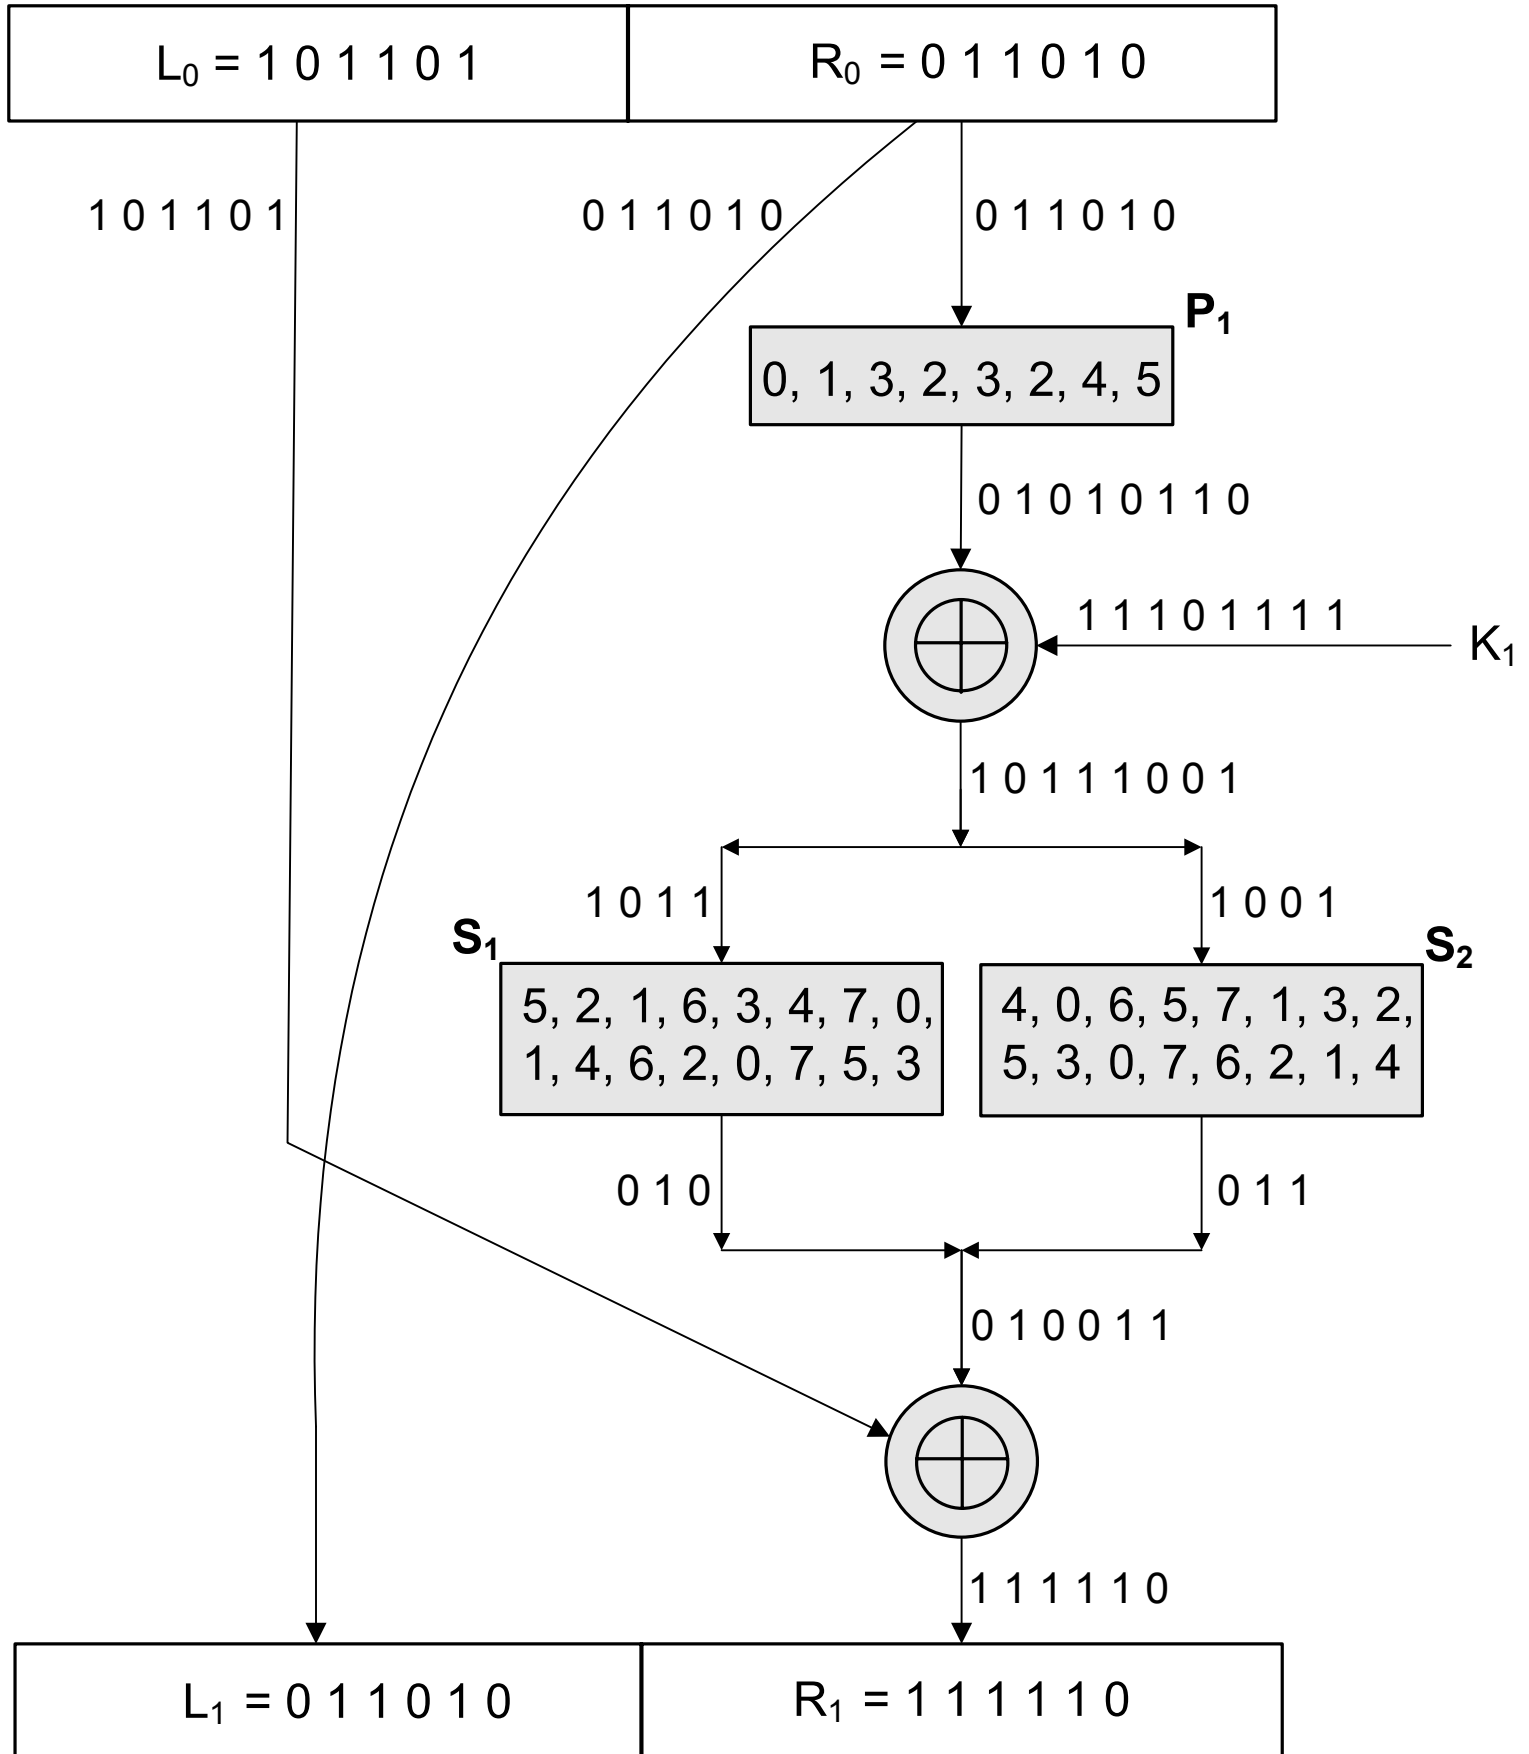 L₀ = 1 0 1 1 0 1
R₀ = 0 1 1 0 1 0
1 0 1 1 0 1
0 1 1 0 1 0
0 1 1 0 1 0
P₁
0, 1, 3, 2, 3, 2, 4, 5
0 1 0 1 0 1 1 0
1 1 1 0 1 1 1 1
K₁
1 0 1 1 1 0 0 1
1 0 1 1
1 0 0 1
S₁
5, 2, 1, 6, 3, 4, 7, 0,
1, 4, 6, 2, 0, 7, 5, 3
S₂
4, 0, 6, 5, 7, 1, 3, 2,
5, 3, 0, 7, 6, 2, 1, 4
0 1 0
0 1 1
0 1 0 0 1 1
1 1 1 1 1 0
L₁ = 0 1 1 0 1 0
R₁ = 1 1 1 1 1 0